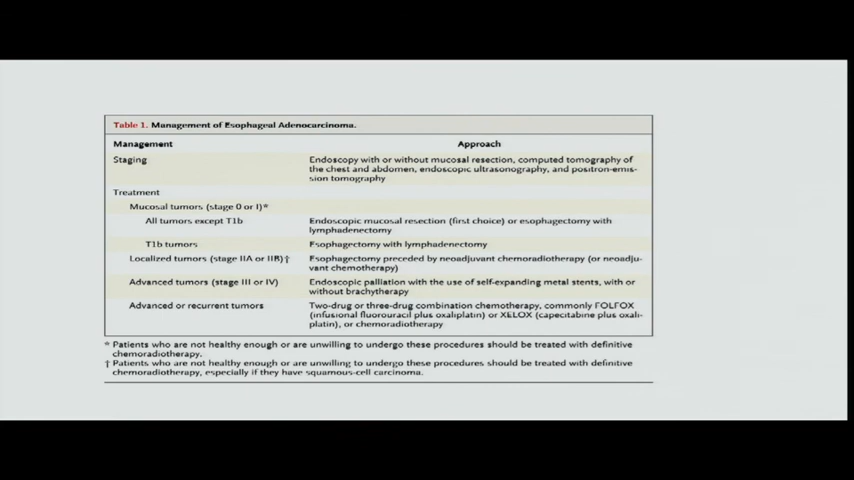 Table 1. Management of Esophageal Adenocarcinoma.
Management Approach
Staging Endoscopy with or without mucosal resection, computed tomography of
the chest and abdomen, endoscopic ultrasonography, and positron-emis-
sion tomography
Treatment
Mucosal tumors (stage 0 or I)*
All tumors except T1b Endoscopic mucosal resection (first choice) or esophagectomy with
lymphadenectomy
T1b tumors Esophagectomy with lymphadenectomy
Localized tumors (stage IIA or IIB)† Esophagectomy preceded by neoadjuvant chemoradiotherapy (or neoadju-
vant chemotherapy)
Advanced tumors (stage III or IV) Endoscopic palliation with the use of self-expanding metal stents, with or
without brachytherapy
Advanced or recurrent tumors Two-drug or three-drug combination chemotherapy, commonly FOLFOX
(infusional fluorouracil plus oxaliplatin) or XELOX (capecitabine plus oxali-
platin), or chemoradiotherapy
* Patients who are not healthy enough or are unwilling to undergo these procedures should be treated with definitive
chemoradiotherapy.
† Patients who are not healthy enough or are unwilling to undergo these procedures should be treated with definitive
chemoradiotherapy, especially if they have squamous-cell carcinoma.